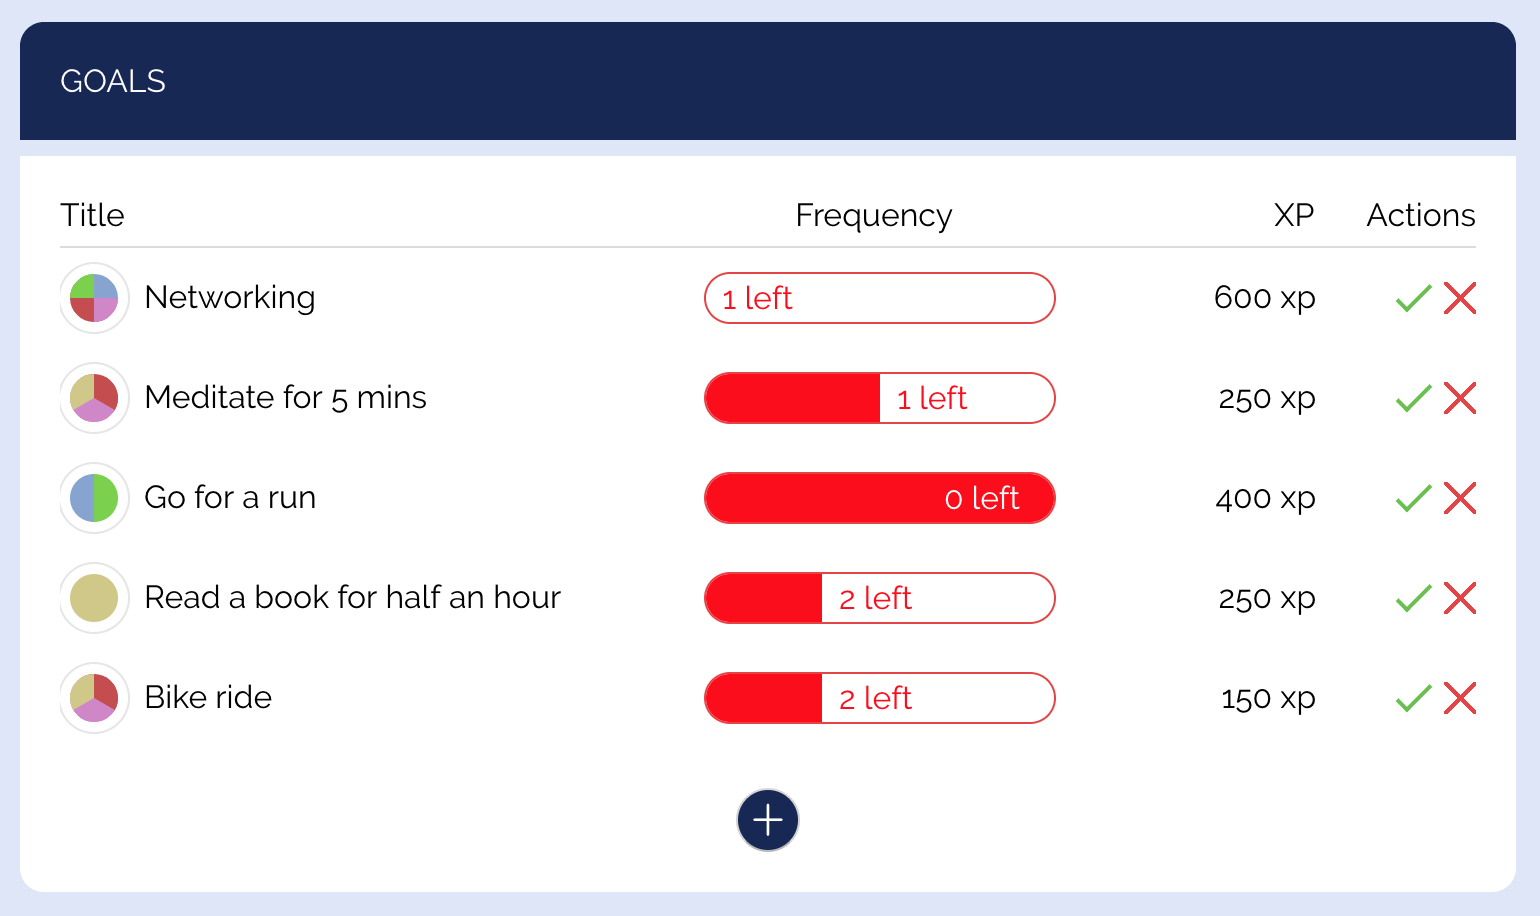 GOALS
Title Frequency XP Actions
Networking 1 left 600 xp
Meditate for 5 mins 1 left 250 xp
Go for a run 0 left 400 xp
Read a book for half an hour 2 left 250 xp
Bike ride 2 left 150 xp